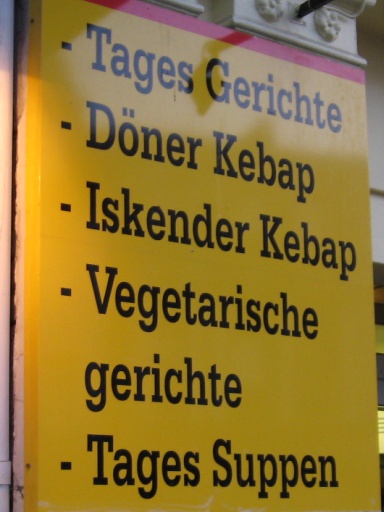 - Tages Gerichte
- Döner Kebap
- Iskender Kebap
- Vegetarische
gerichte
- Tages Suppen